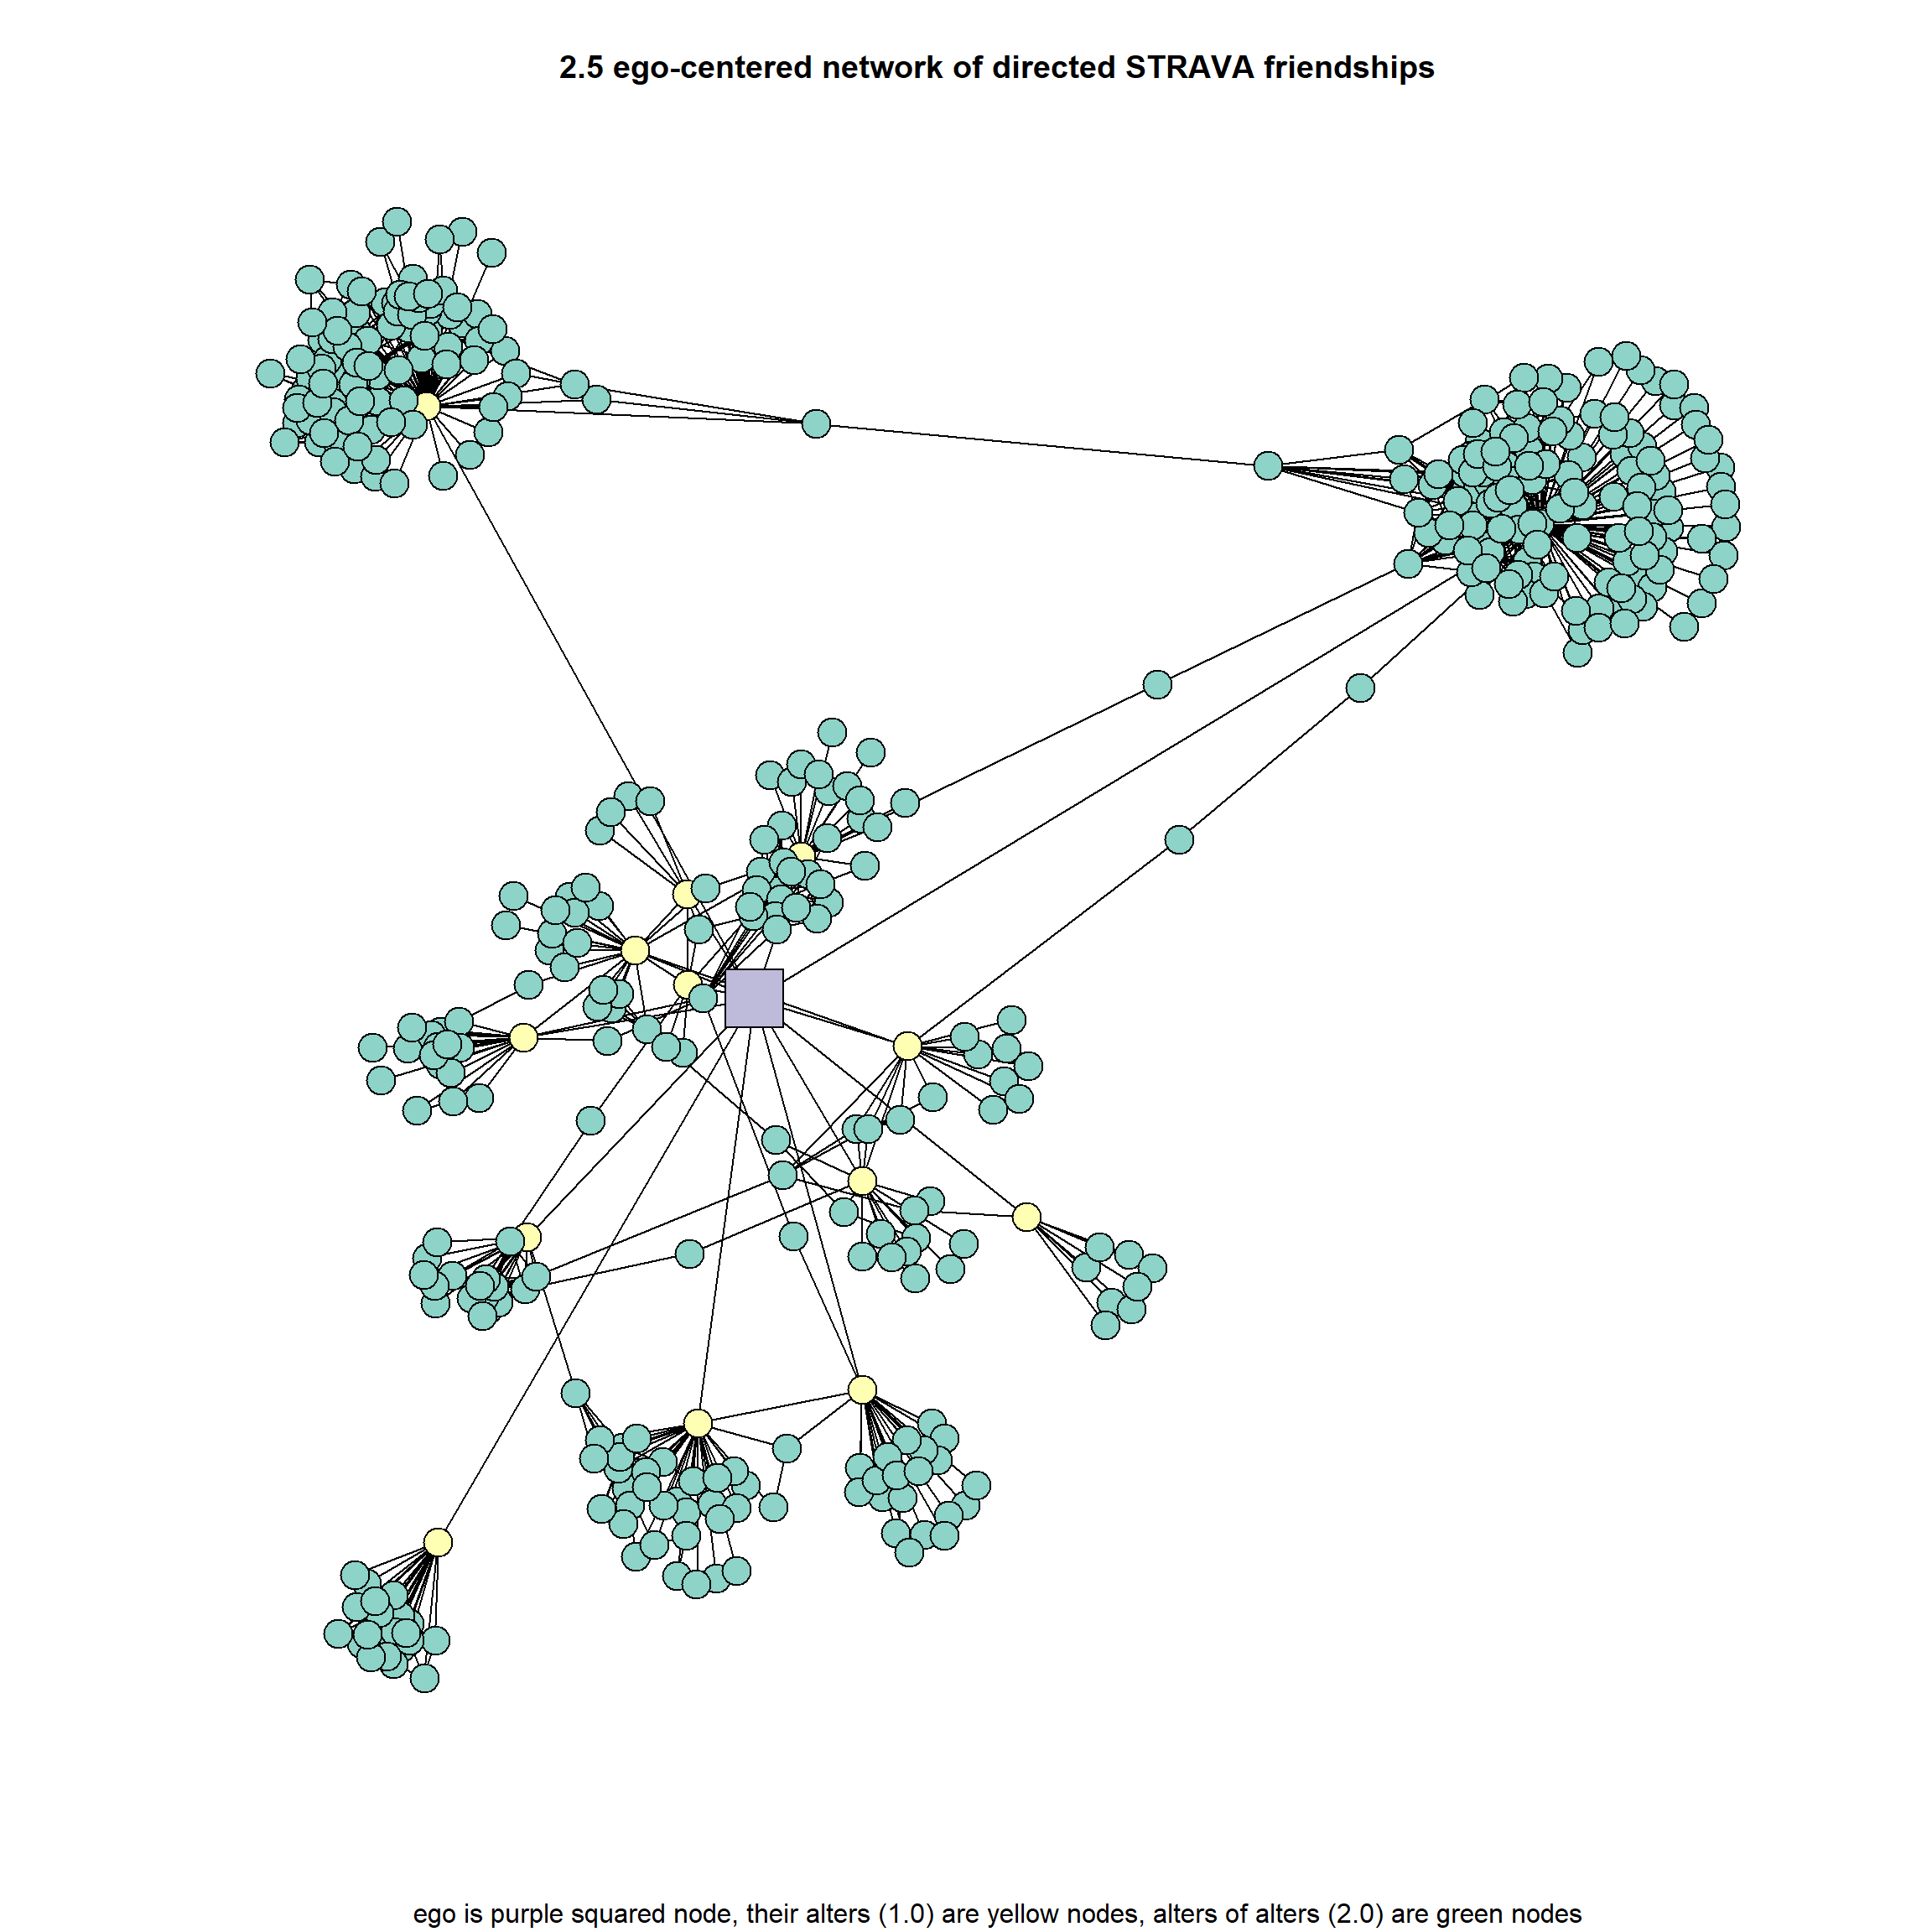 2.5 ego-centered network of directed STRAVA friendships
ego is purple squared node, their alters (1.0) are yellow nodes, alters of alters (2.0) are green nodes